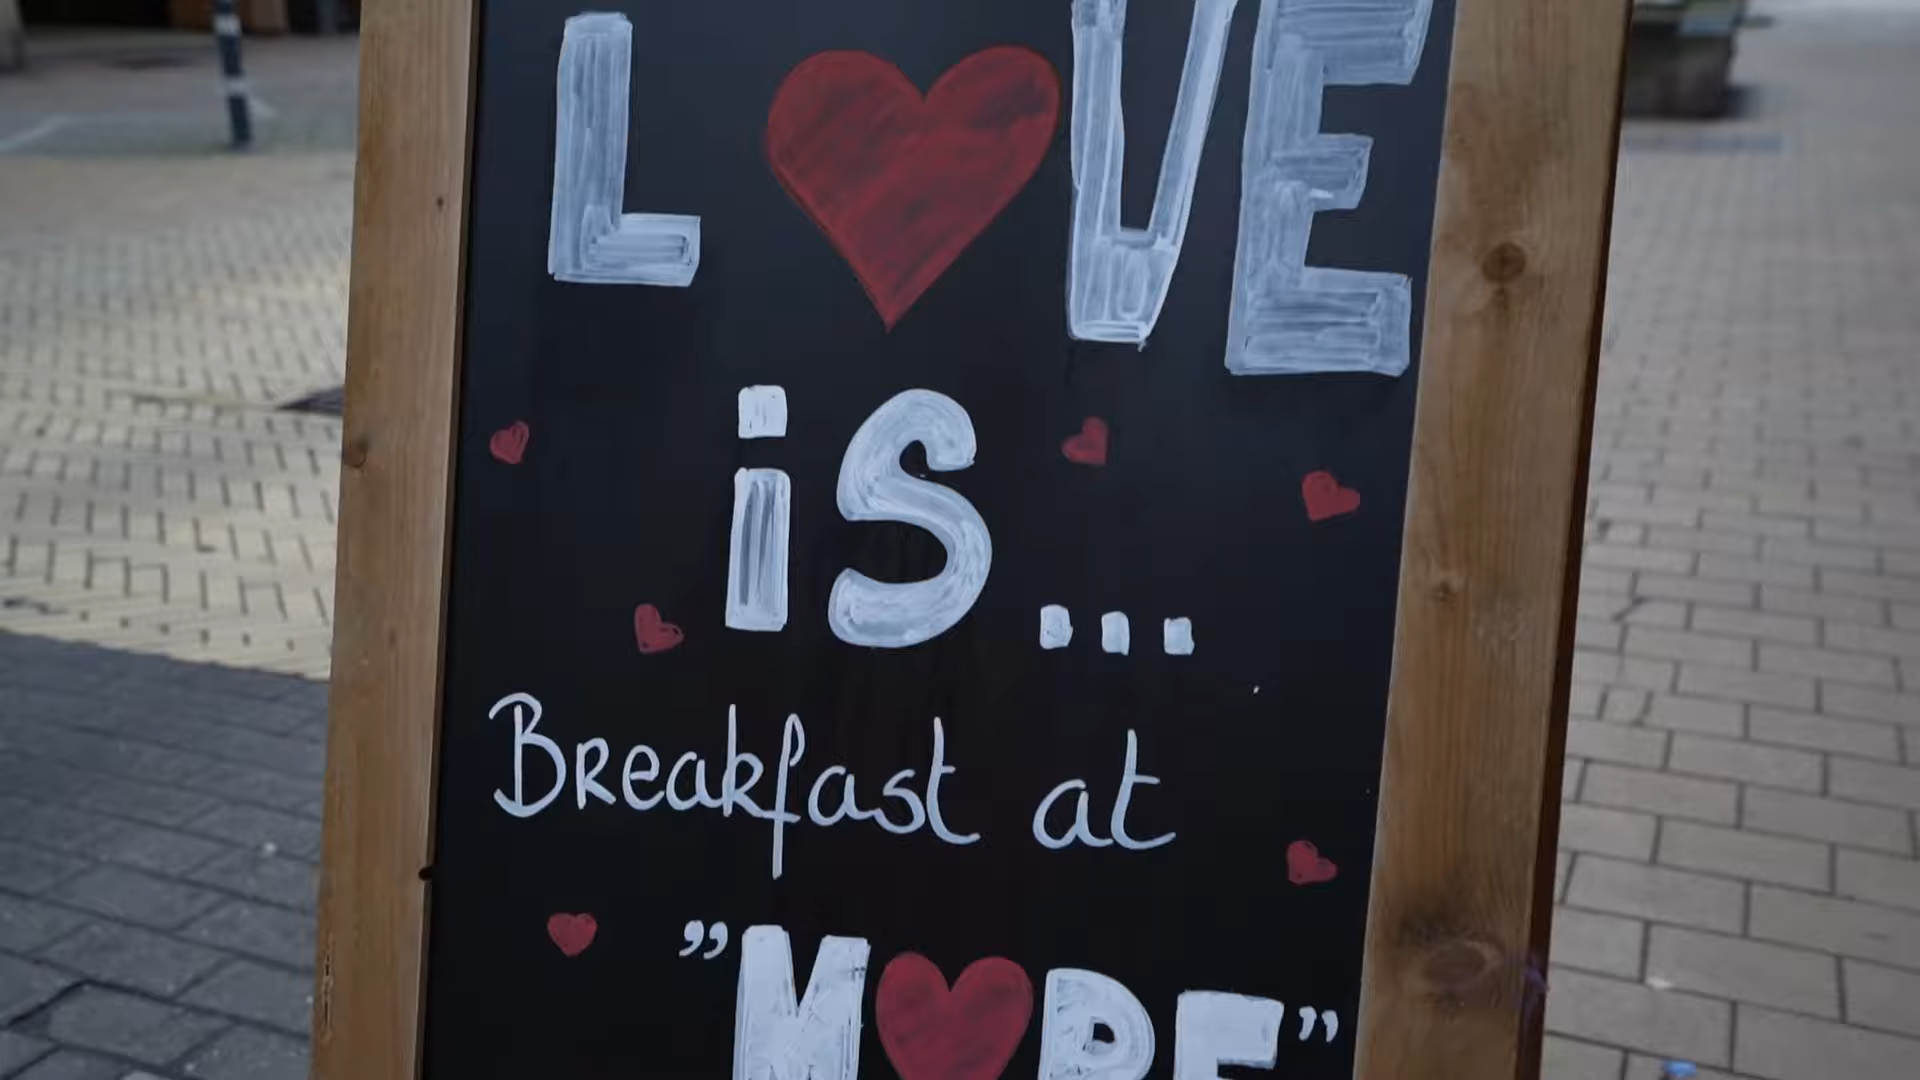 L❤VE
is...
Breakfast at
”M❤RE”